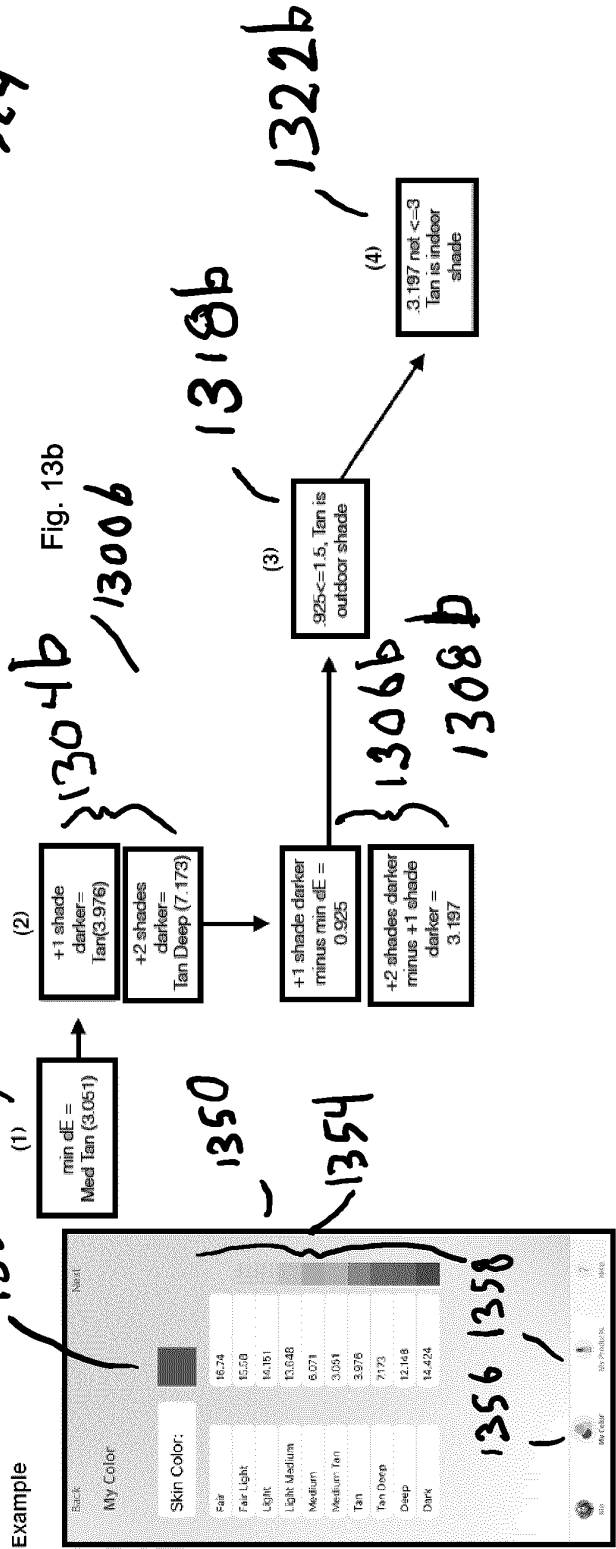 Example
Fig. 13b
1304b
1300b
1318b
1322b
1306b
1308b
1350
1354
1356
1358
(1)
min dE =
Med Tan (3.051)
(2)
+1 shade
darker=
Tan(3.976)
+2 shades
darker=
Tan Deep (7.173)
+1 shade darker
minus min dE =
0.925
+2 shades darker
minus +1 shade
darker =
3.197
(3)
.925<=1.5, Tan is
outdoor shade
(4)
3.197 not <=3
Tan is indoor
shade
Back Next
My Color
Skin Color:
Fair 16.74
Fair Light 15.58
Light 14.151
Light Medium 13.648
Medium 6.071
Medium Tan 3.051
Tan 3.976
Tan Deep 7.173
Deep 12.148
Dark 14.424
My Color
My Products
?